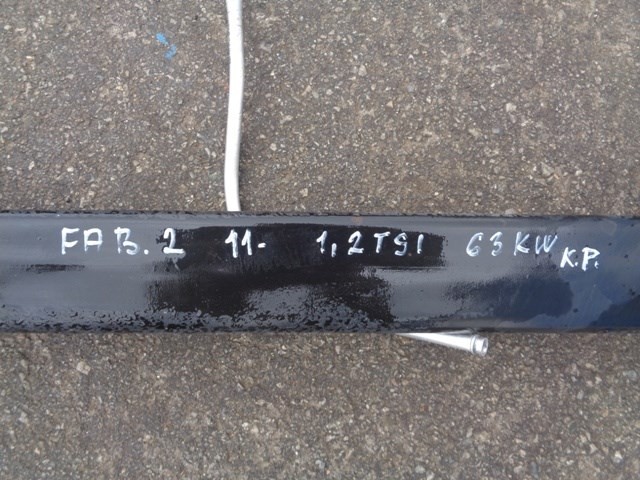 FAB.2 11- 1,2 TSI 63 KW K.P.